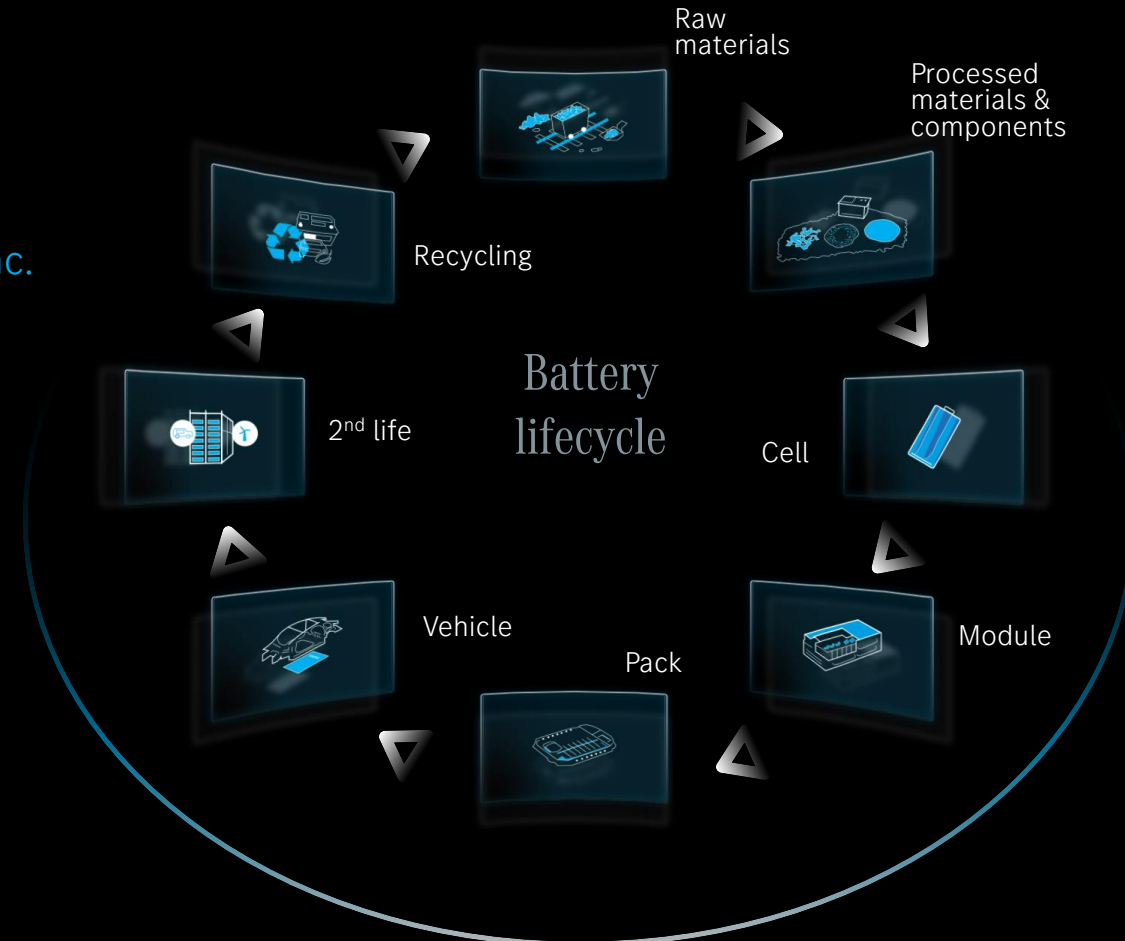 Raw
materials
Processed
materials &
components
c.
Recycling
Battery
lifecycle
2nd life
Cell
Vehicle
Module
Pack